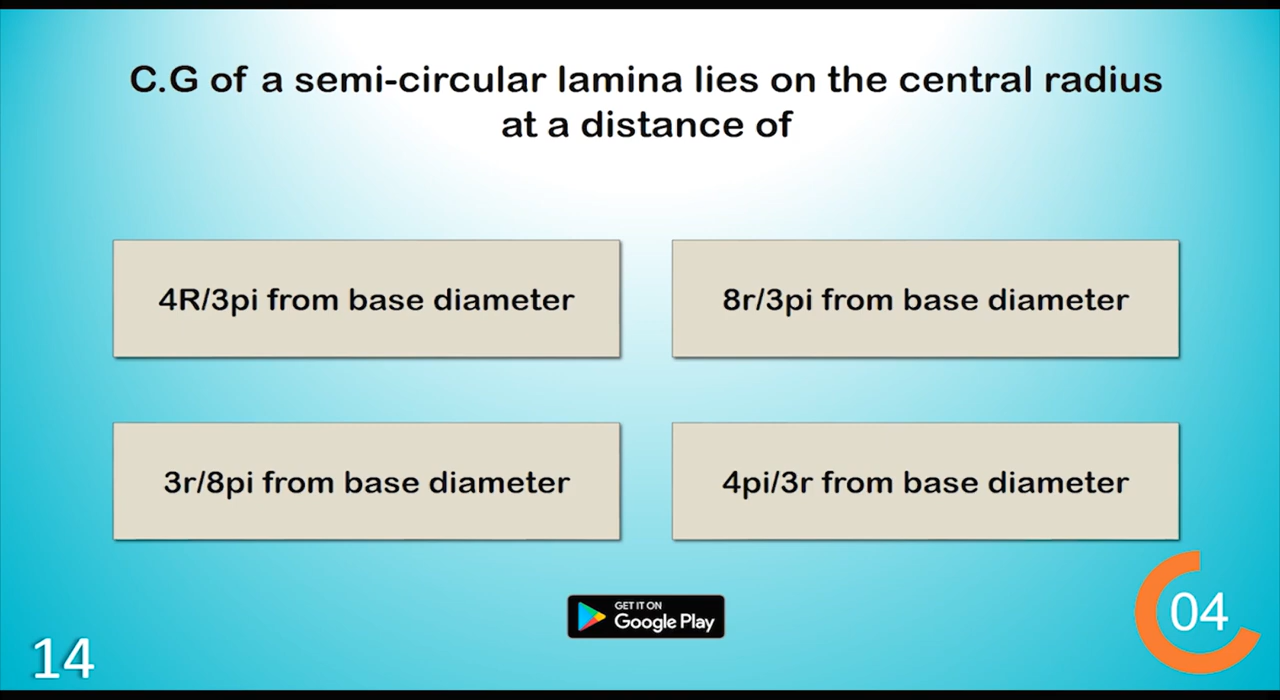 C.G of a semi-circular lamina lies on the central radius
at a distance of
4R/3pi from base diameter
8r/3pi from base diameter
3r/8pi from base diameter
4pi/3r from base diameter
GET IT ON
Google Play
04
14